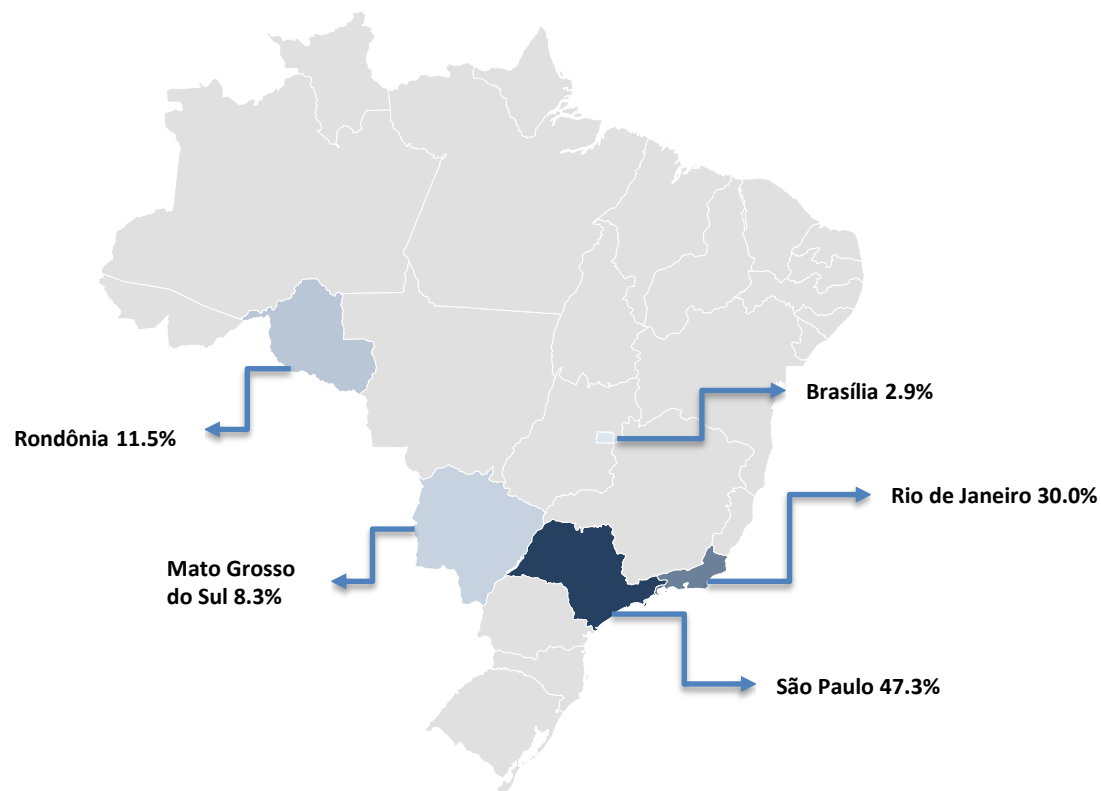 Brasília 2.9%
Rondônia 11.5%
Rio de Janeiro 30.0%
Mato Grosso
do Sul 8.3%
São Paulo 47.3%